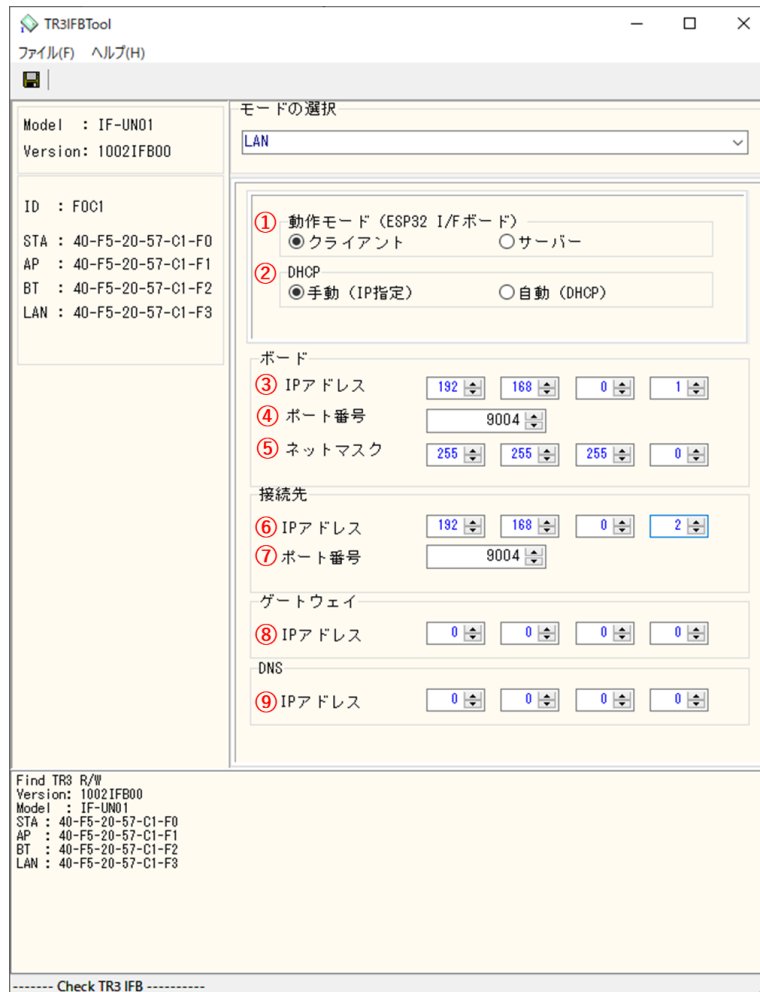 TR3IFBTool
ファイル(F) ヘルプ(H)
Model : IF-UN01
Version: 1002IFB00
ID : F0C1
STA : 40-F5-20-57-C1-F0
AP : 40-F5-20-57-C1-F1
BT : 40-F5-20-57-C1-F2
LAN : 40-F5-20-57-C1-F3
モードの選択
LAN
① 動作モード（ESP32 I/Fボード）
クライアント サーバー
② DHCP
手動（IP指定） 自動（DHCP）
ボード
③ IPアドレス 192 168 0 1
④ ポート番号 9004
⑤ ネットマスク 255 255 255 0
接続先
⑥ IPアドレス 192 168 0 2
⑦ ポート番号 9004
ゲートウェイ
⑧ IPアドレス 0 0 0 0
DNS
⑨ IPアドレス 0 0 0 0
Find TR3 R/W
Version: 1002IFB00
Model : IF-UN01
STA : 40-F5-20-57-C1-F0
AP : 40-F5-20-57-C1-F1
BT : 40-F5-20-57-C1-F2
LAN : 40-F5-20-57-C1-F3
------- Check TR3 IFB ----------